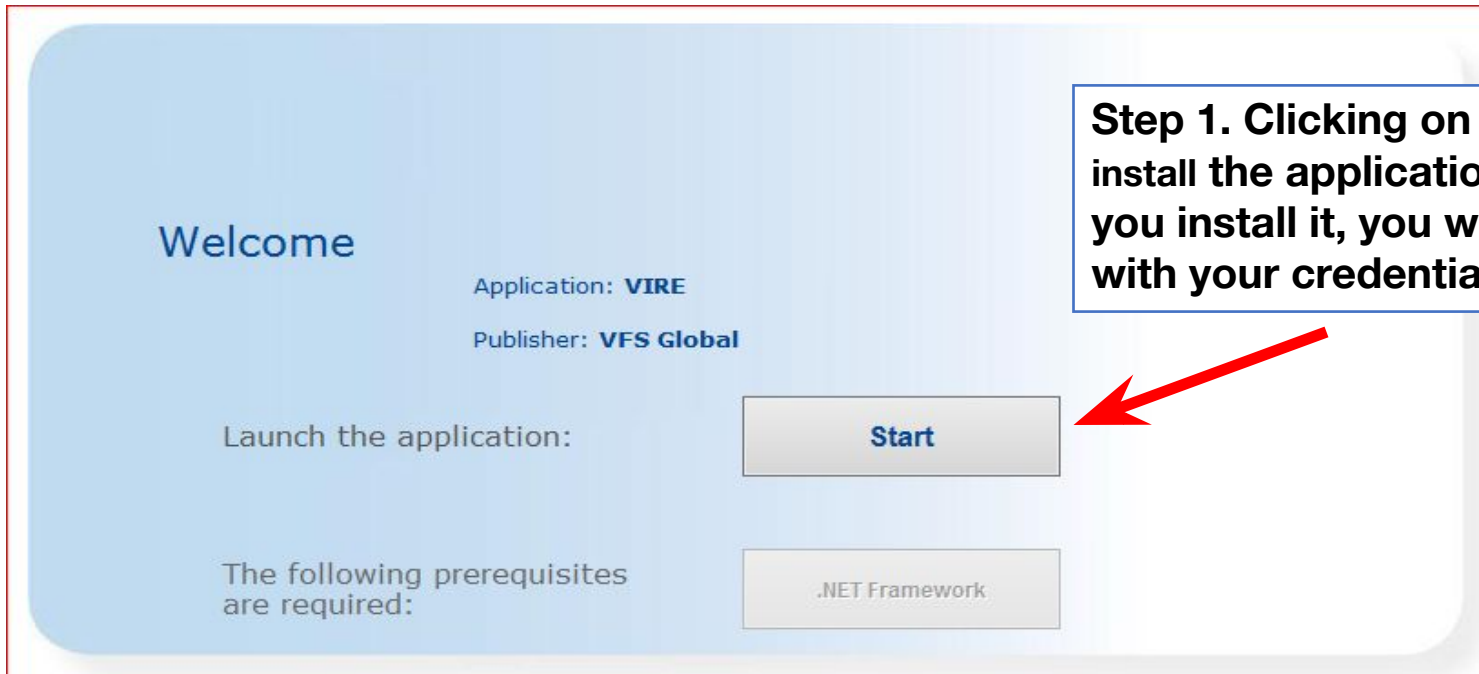 Step 1. Clicking on
install the applicatio
you install it, you w
with your credentia
Welcome
Application: VIRE
Publisher: VFS Global
Launch the application:
Start
The following prerequisites
are required:
.NET Framework